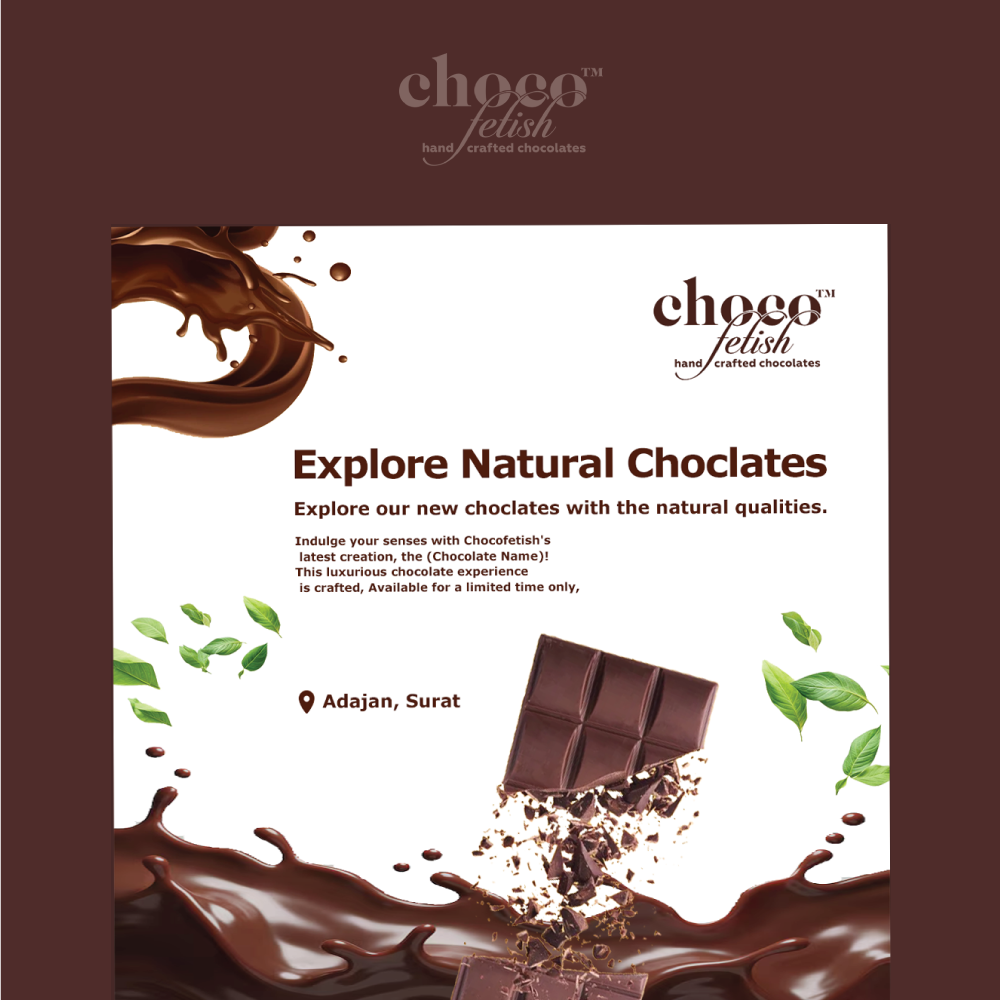 choco™
fetish
hand crafted chocolates
choco™
fetish
hand crafted chocolates
Explore Natural Choclates
Explore our new choclates with the natural qualities.
Indulge your senses with Chocofetish's
latest creation, the (Chocolate Name)!
This luxurious chocolate experience
is crafted, Available for a limited time only,
Adajan, Surat